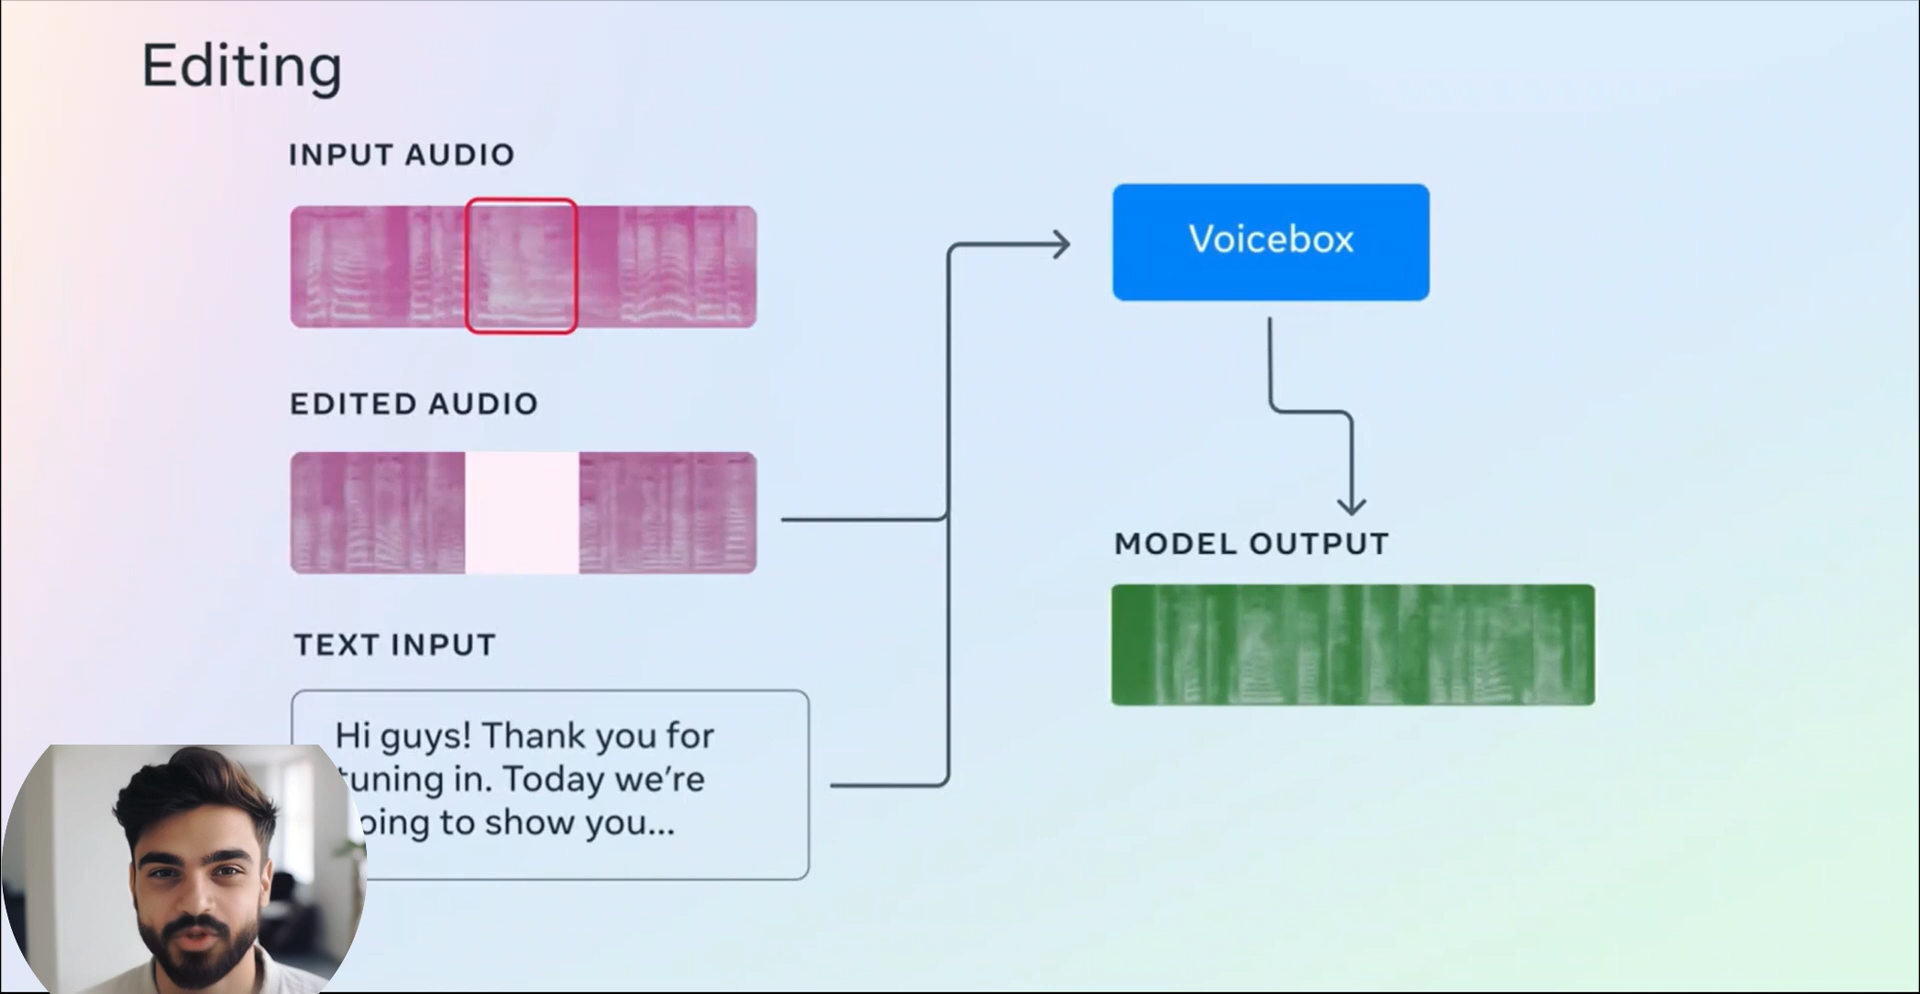 Editing
INPUT AUDIO
EDITED AUDIO
TEXT INPUT
Hi guys! Thank you for
tuning in. Today we're
oing to show you...
Voicebox
MODEL OUTPUT